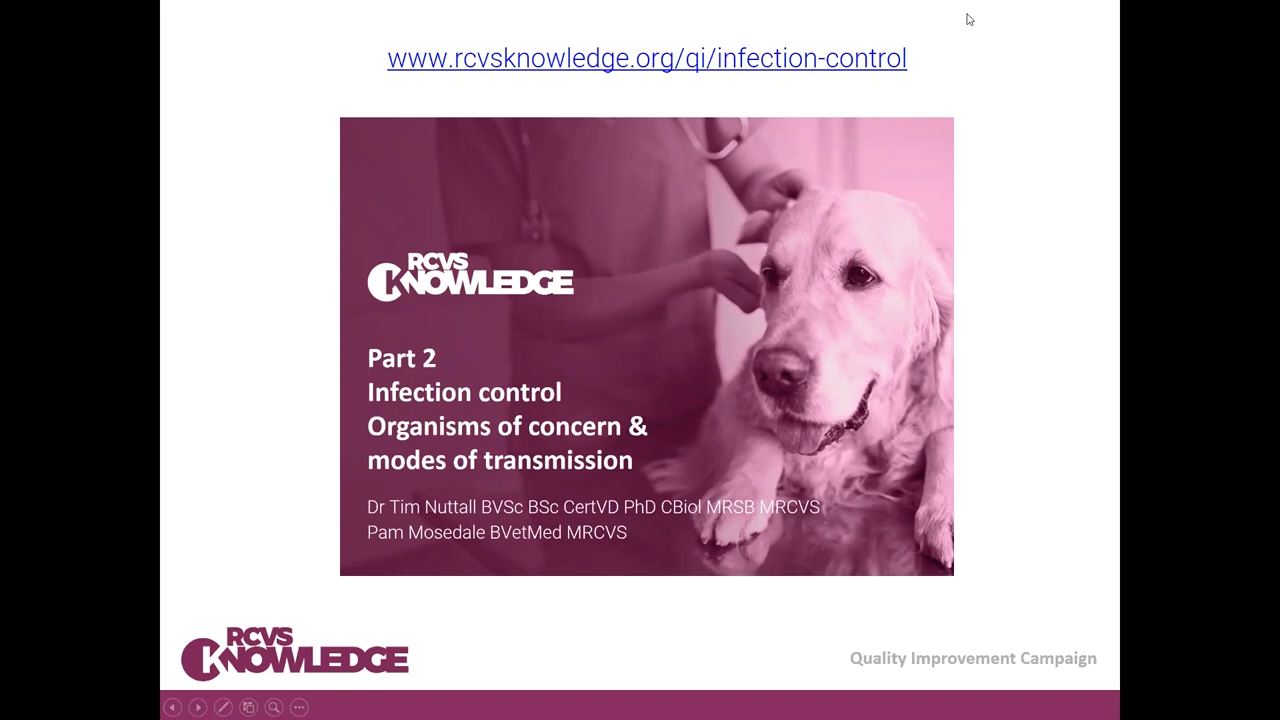 www.rcvsknowledge.org/qi/infection-control
RCVS
KNOWLEDGE
Part 2
Infection control
Organisms of concern &
modes of transmission
Dr Tim Nuttall BVSc BSc CertVD PhD CBiol MRSB MRCVS
Pam Mosedale BVetMed MRCVS
RCVS
KNOWLEDGE
Quality Improvement Campaign